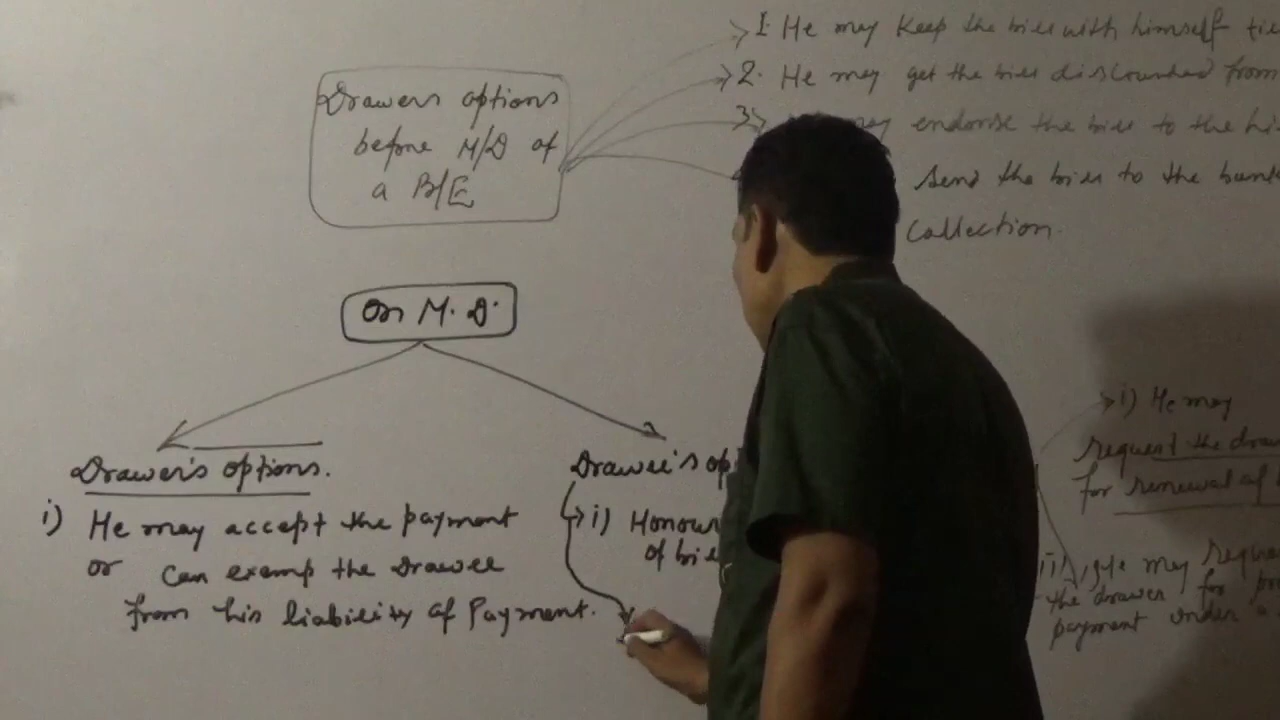 Drawers options
before M/D of
a B/E
1. He may keep the bill with himself
2. He may get the bill discounted from
3. may endorse the bill to the
send the bill to the bank
collection.
On M.D.
Drawer's options.
i) He may accept the payment
or can exemp the Drawee
from his liability of Payment.
Drawee's op
i) Honour
of bill
i) He may
request the
for renewal of
ii) He may
the drawer for
payment under a